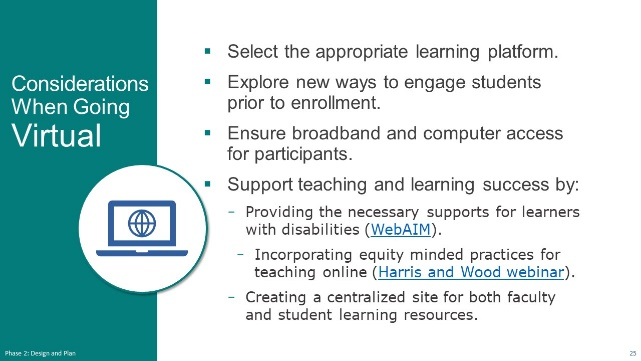 Considerations
When Going
Virtual
▪ Select the appropriate learning platform.
▪ Explore new ways to engage students
prior to enrollment.
▪ Ensure broadband and computer access
for participants.
▪ Support teaching and learning success by:
– Providing the necessary supports for learners
with disabilities (WebAIM).
– Incorporating equity minded practices for
teaching online (Harris and Wood webinar).
– Creating a centralized site for both faculty
and student learning resources.
Phase 2: Design and Plan
25